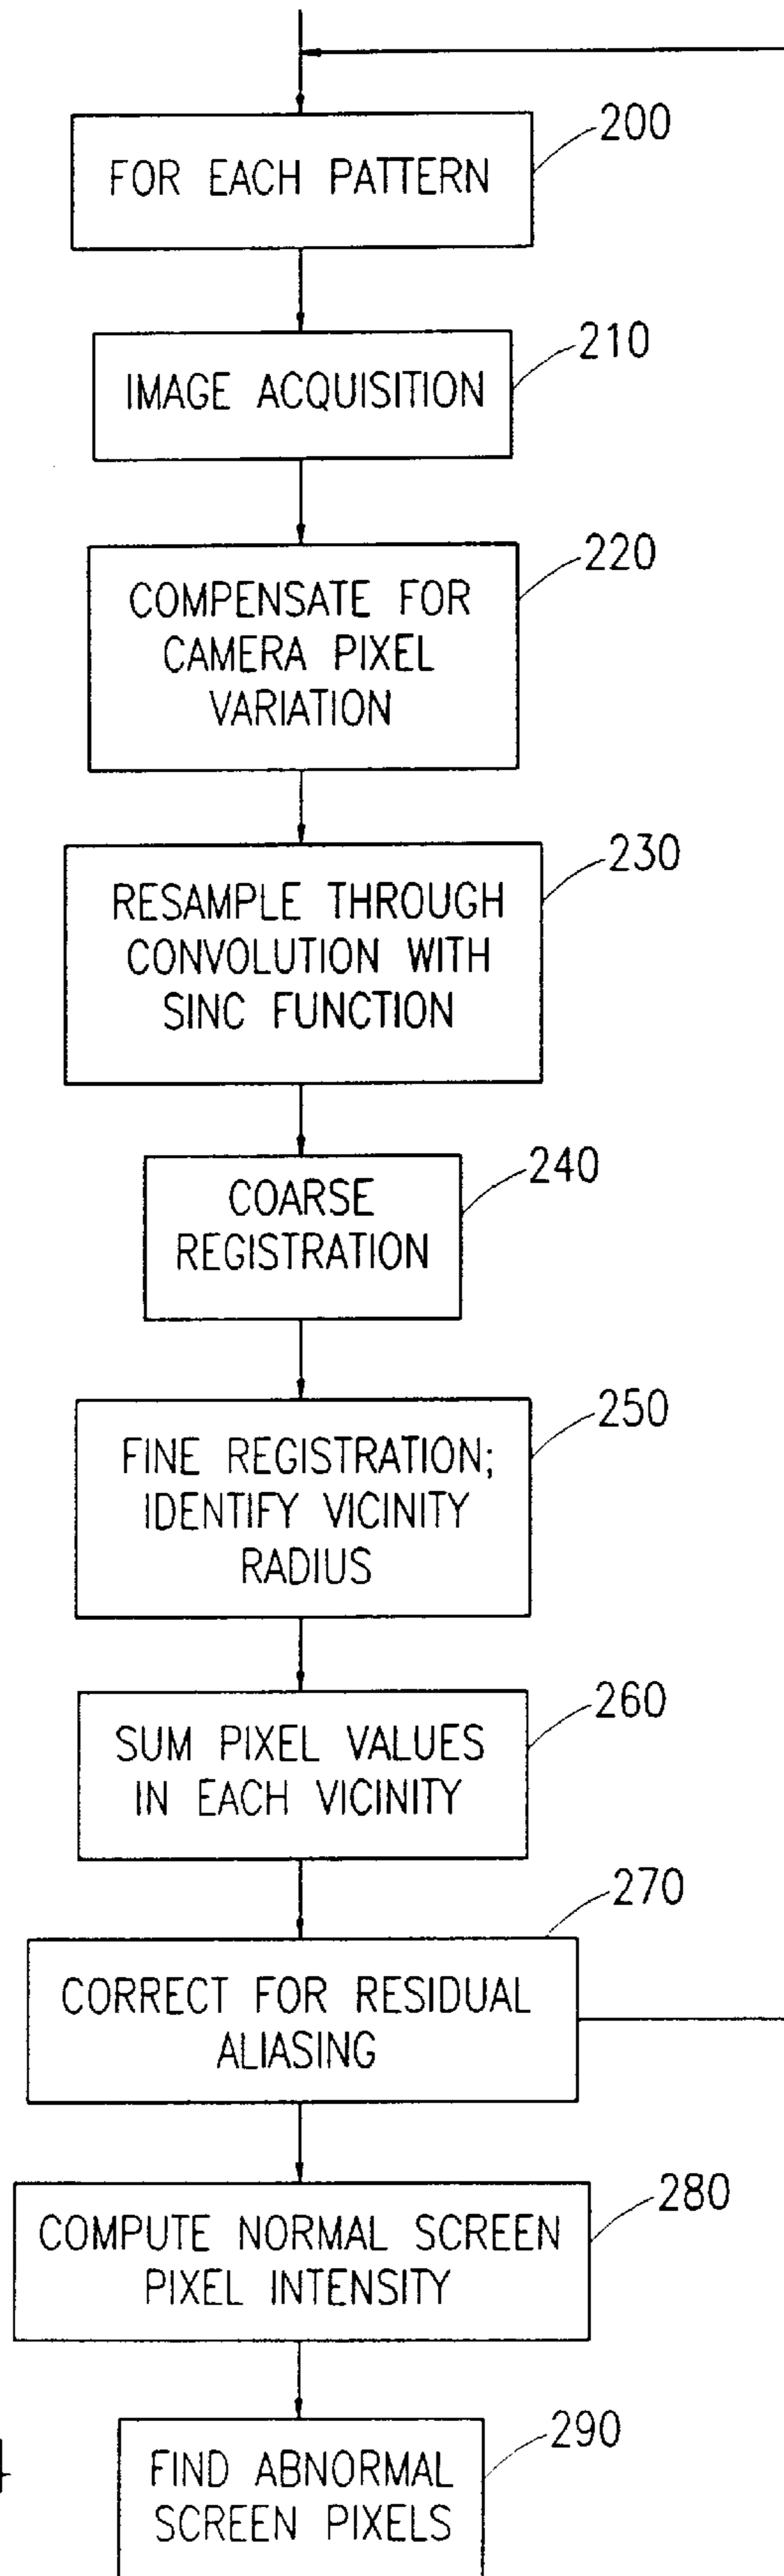 200
FOR EACH PATTERN
210
IMAGE ACQUISITION
220
COMPENSATE FOR
CAMERA PIXEL
VARIATION
230
RESAMPLE THROUGH
CONVOLUTION WITH
SINC FUNCTION
240
COARSE
REGISTRATION
250
FINE REGISTRATION;
IDENTIFY VICINITY
RADIUS
260
SUM PIXEL VALUES
IN EACH VICINITY
270
CORRECT FOR RESIDUAL
ALIASING
280
COMPUTE NORMAL SCREEN
PIXEL INTENSITY
290
FIND ABNORMAL
SCREEN PIXELS